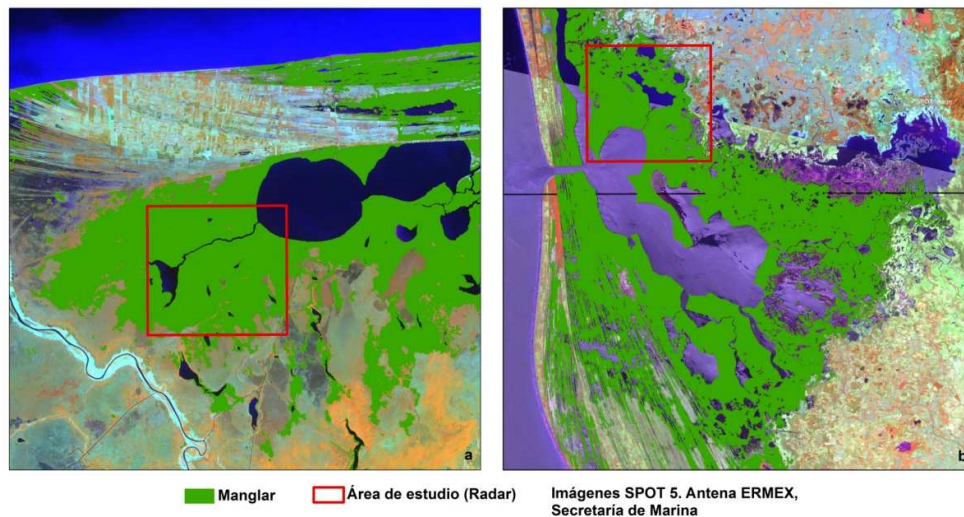 a
b
Manglar
Área de estudio (Radar)
Imágenes SPOT 5. Antena ERMEX,
Secretaría de Marina